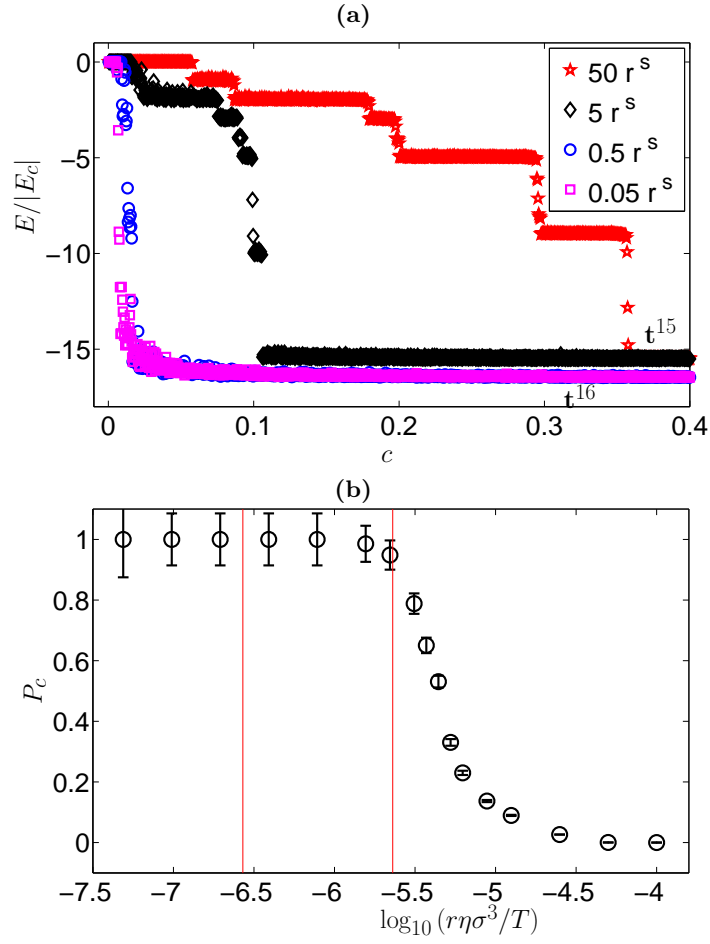 (a)
0
−5
−10
−15
E/|E_c|
50 r^s
5 r^s
0.5 r^s
0.05 r^s
t^15
t^16
0 0.1 0.2 0.3 0.4
c
(b)
1
0.8
0.6
0.4
0.2
0
P_c
−7.5 −7 −6.5 −6 −5.5 −5 −4.5 −4
log_10 (rησ^3/T)